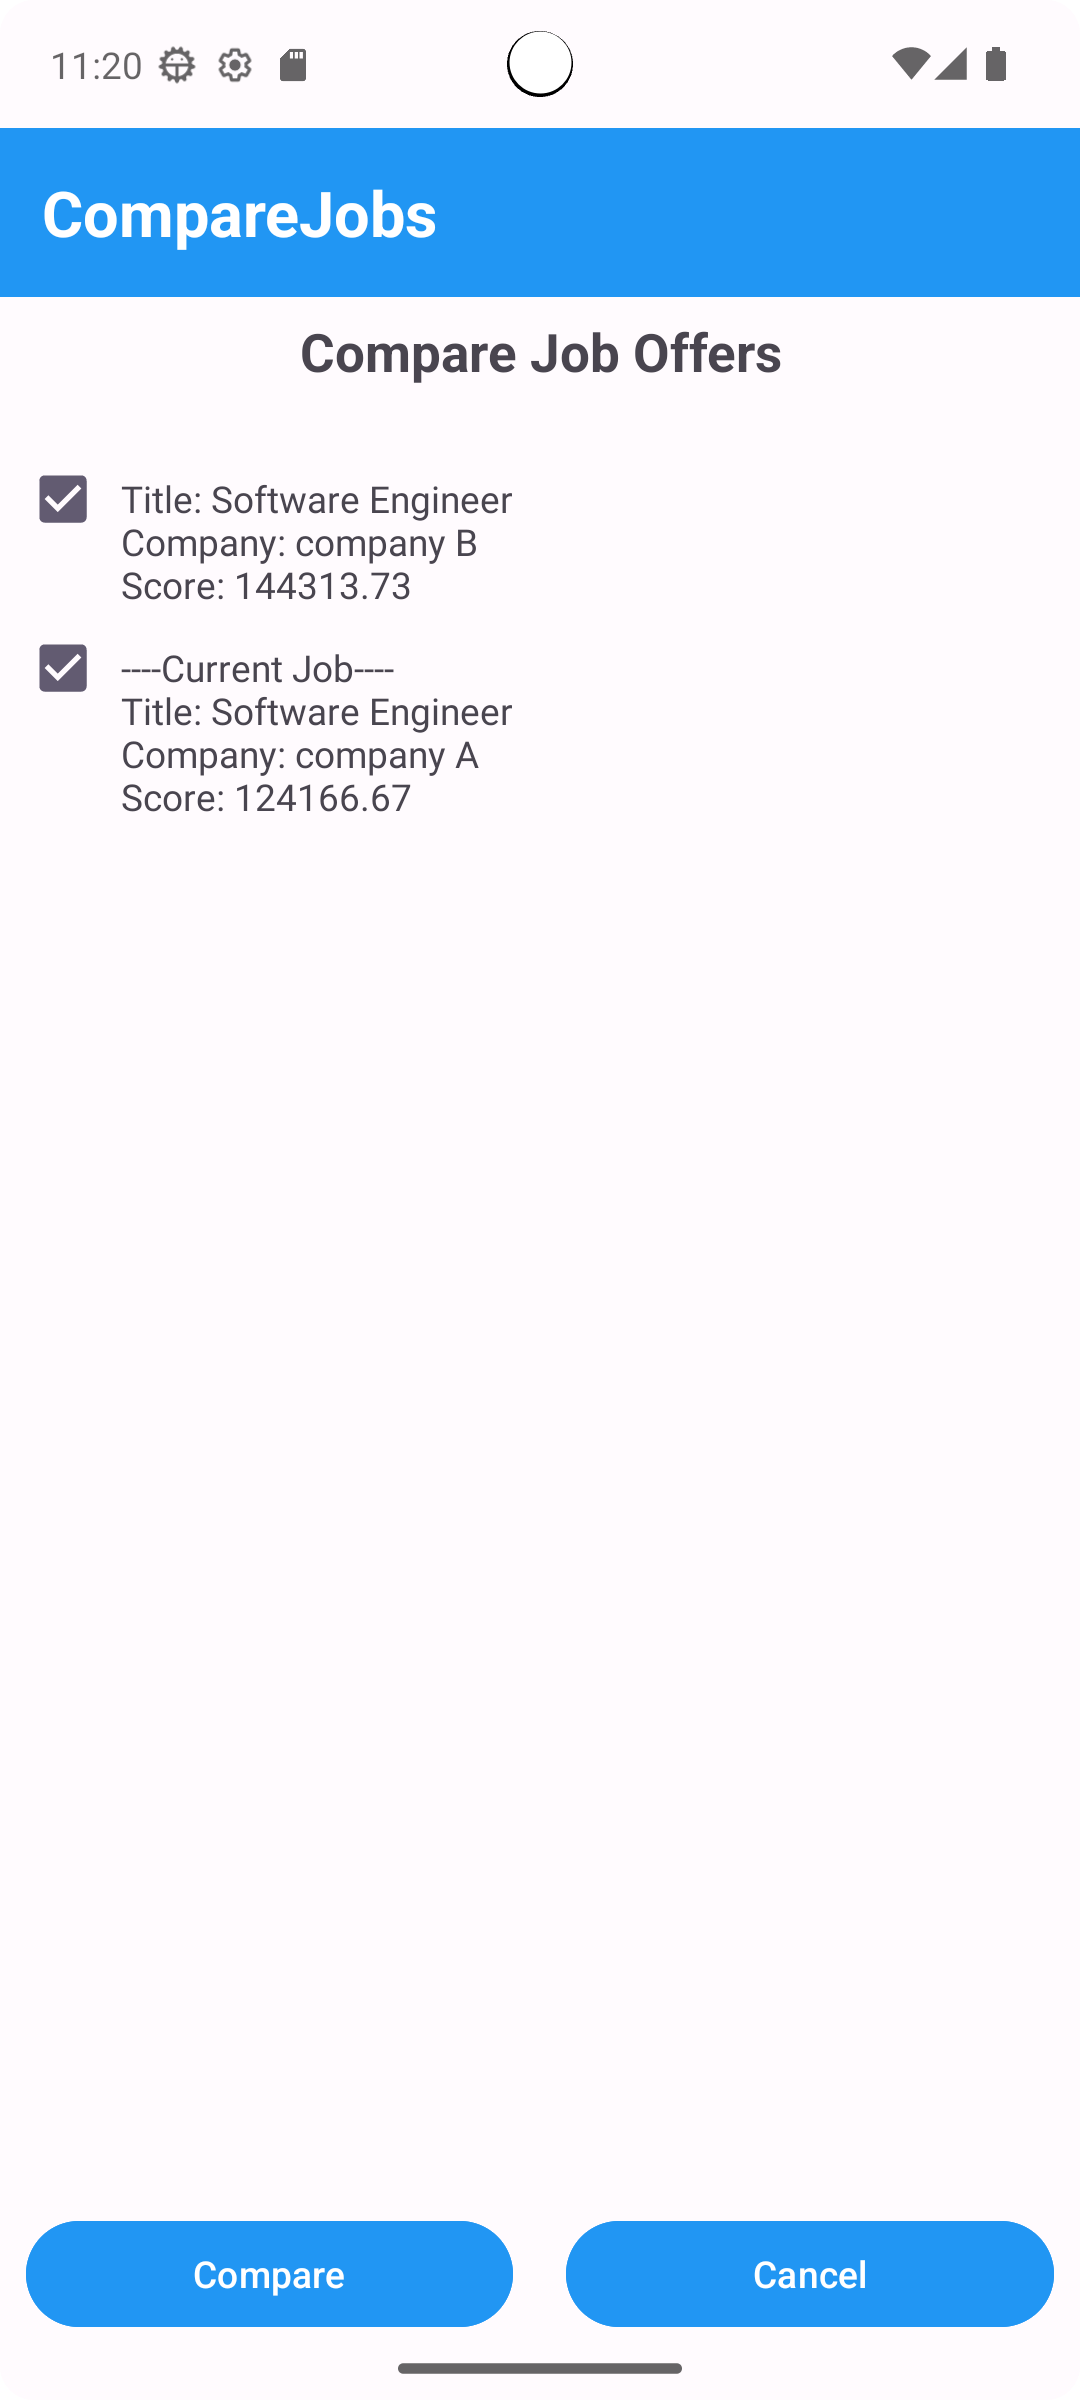 11:20
CompareJobs
Compare Job Offers
Title: Software Engineer
Company: company B
Score: 144313.73
----Current Job----
Title: Software Engineer
Company: company A
Score: 124166.67
Compare
Cancel